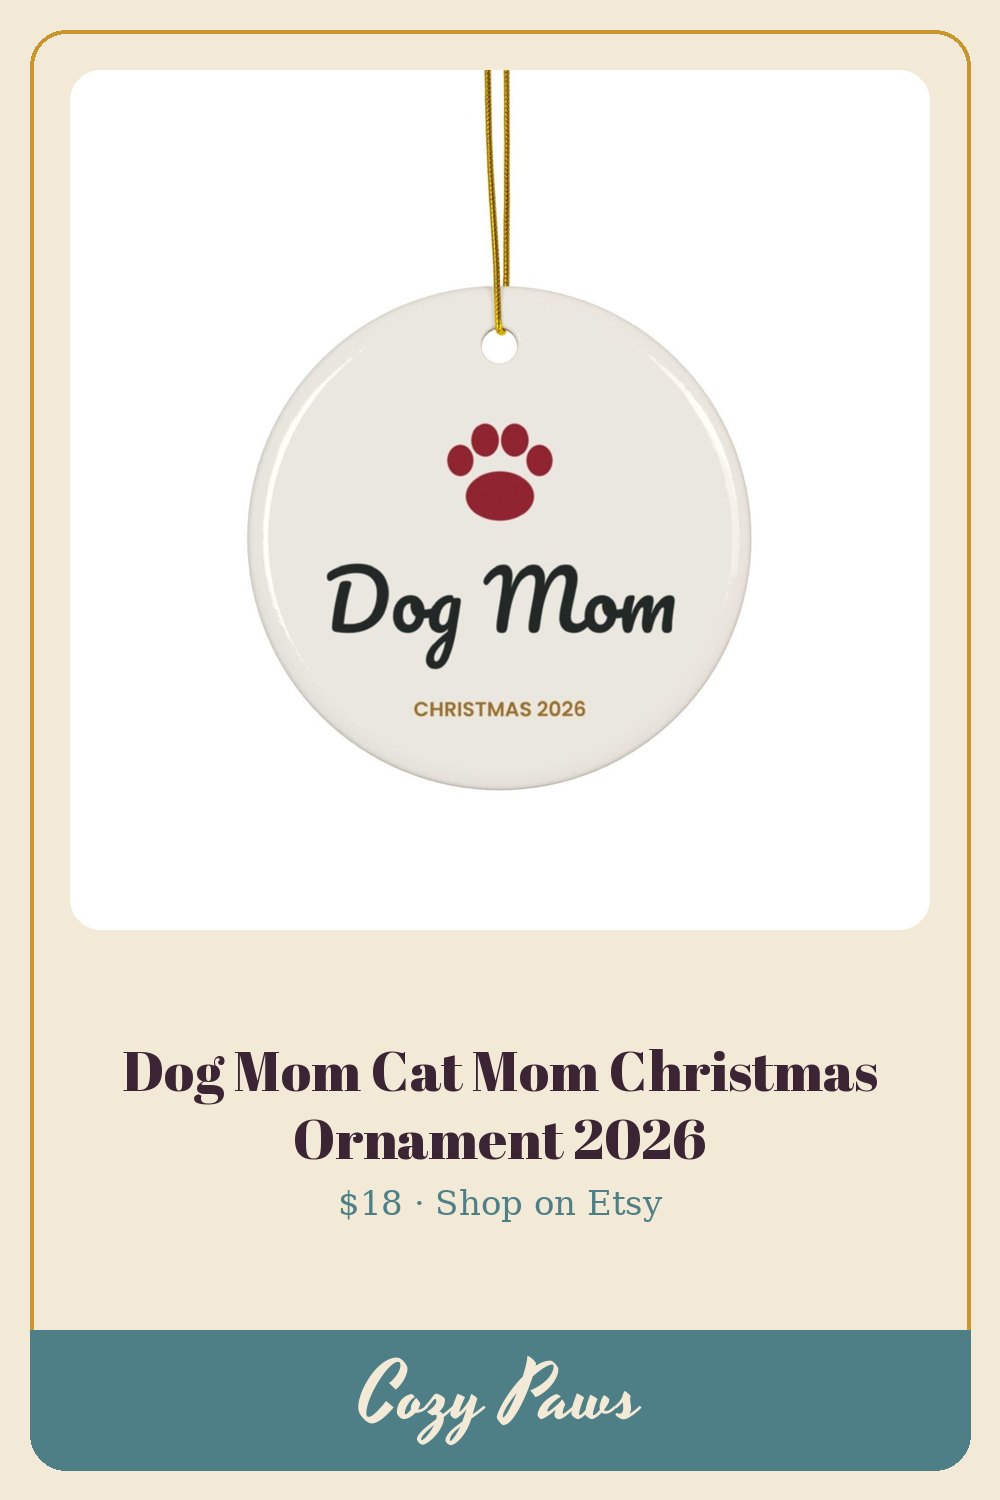 Dog Mom
CHRISTMAS 2026
Dog Mom Cat Mom Christmas
Ornament 2026
$18 · Shop on Etsy
Cozy Paws